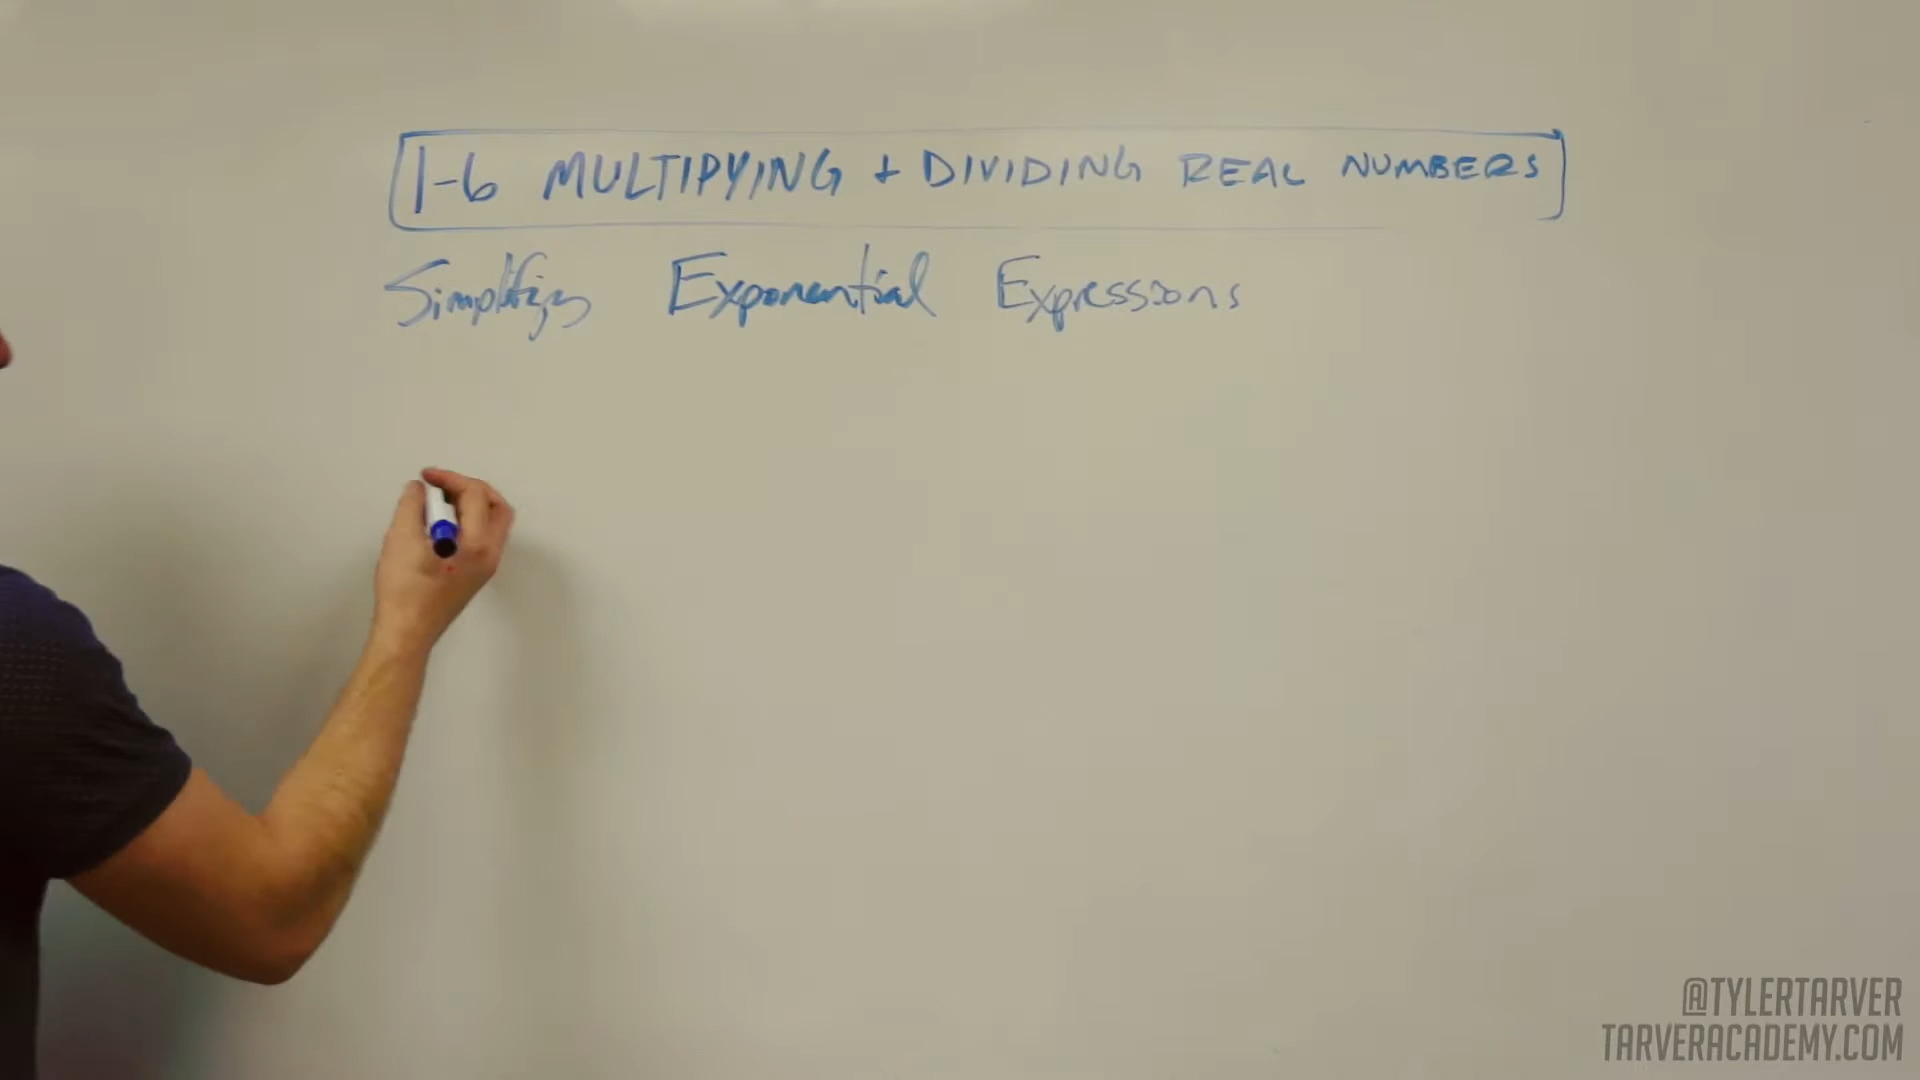 1-6 MULTIPYING + DIVIDING REAL NUMBERS
Simplifying Exponential Expressions
@TYLERTARVER
TARVERACADEMY.COM